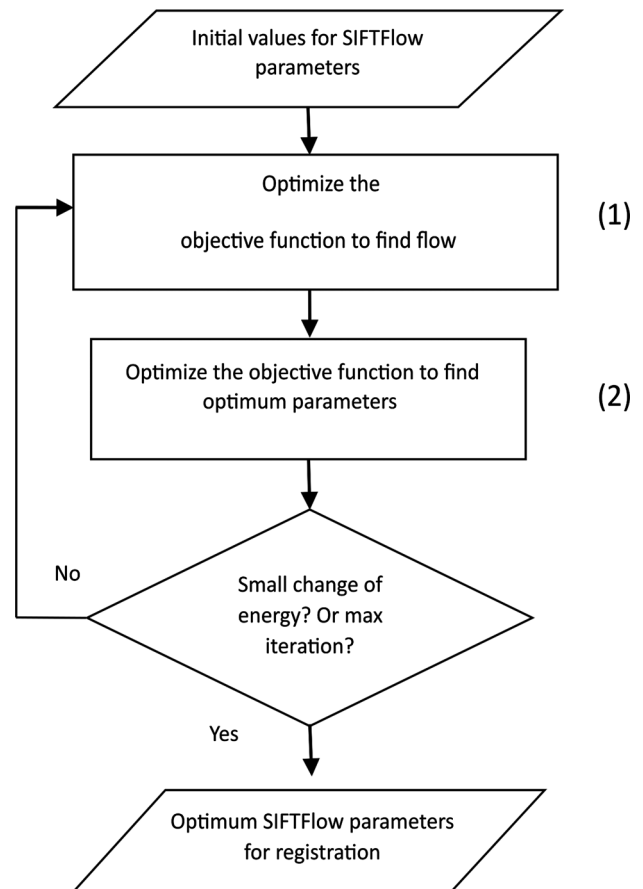 Initial values for SIFTFlow
parameters
Optimize the
objective function to find flow
(1)
Optimize the objective function to find
optimum parameters
(2)
No
Small change of
energy? Or max
iteration?
Yes
Optimum SIFTFlow parameters
for registration